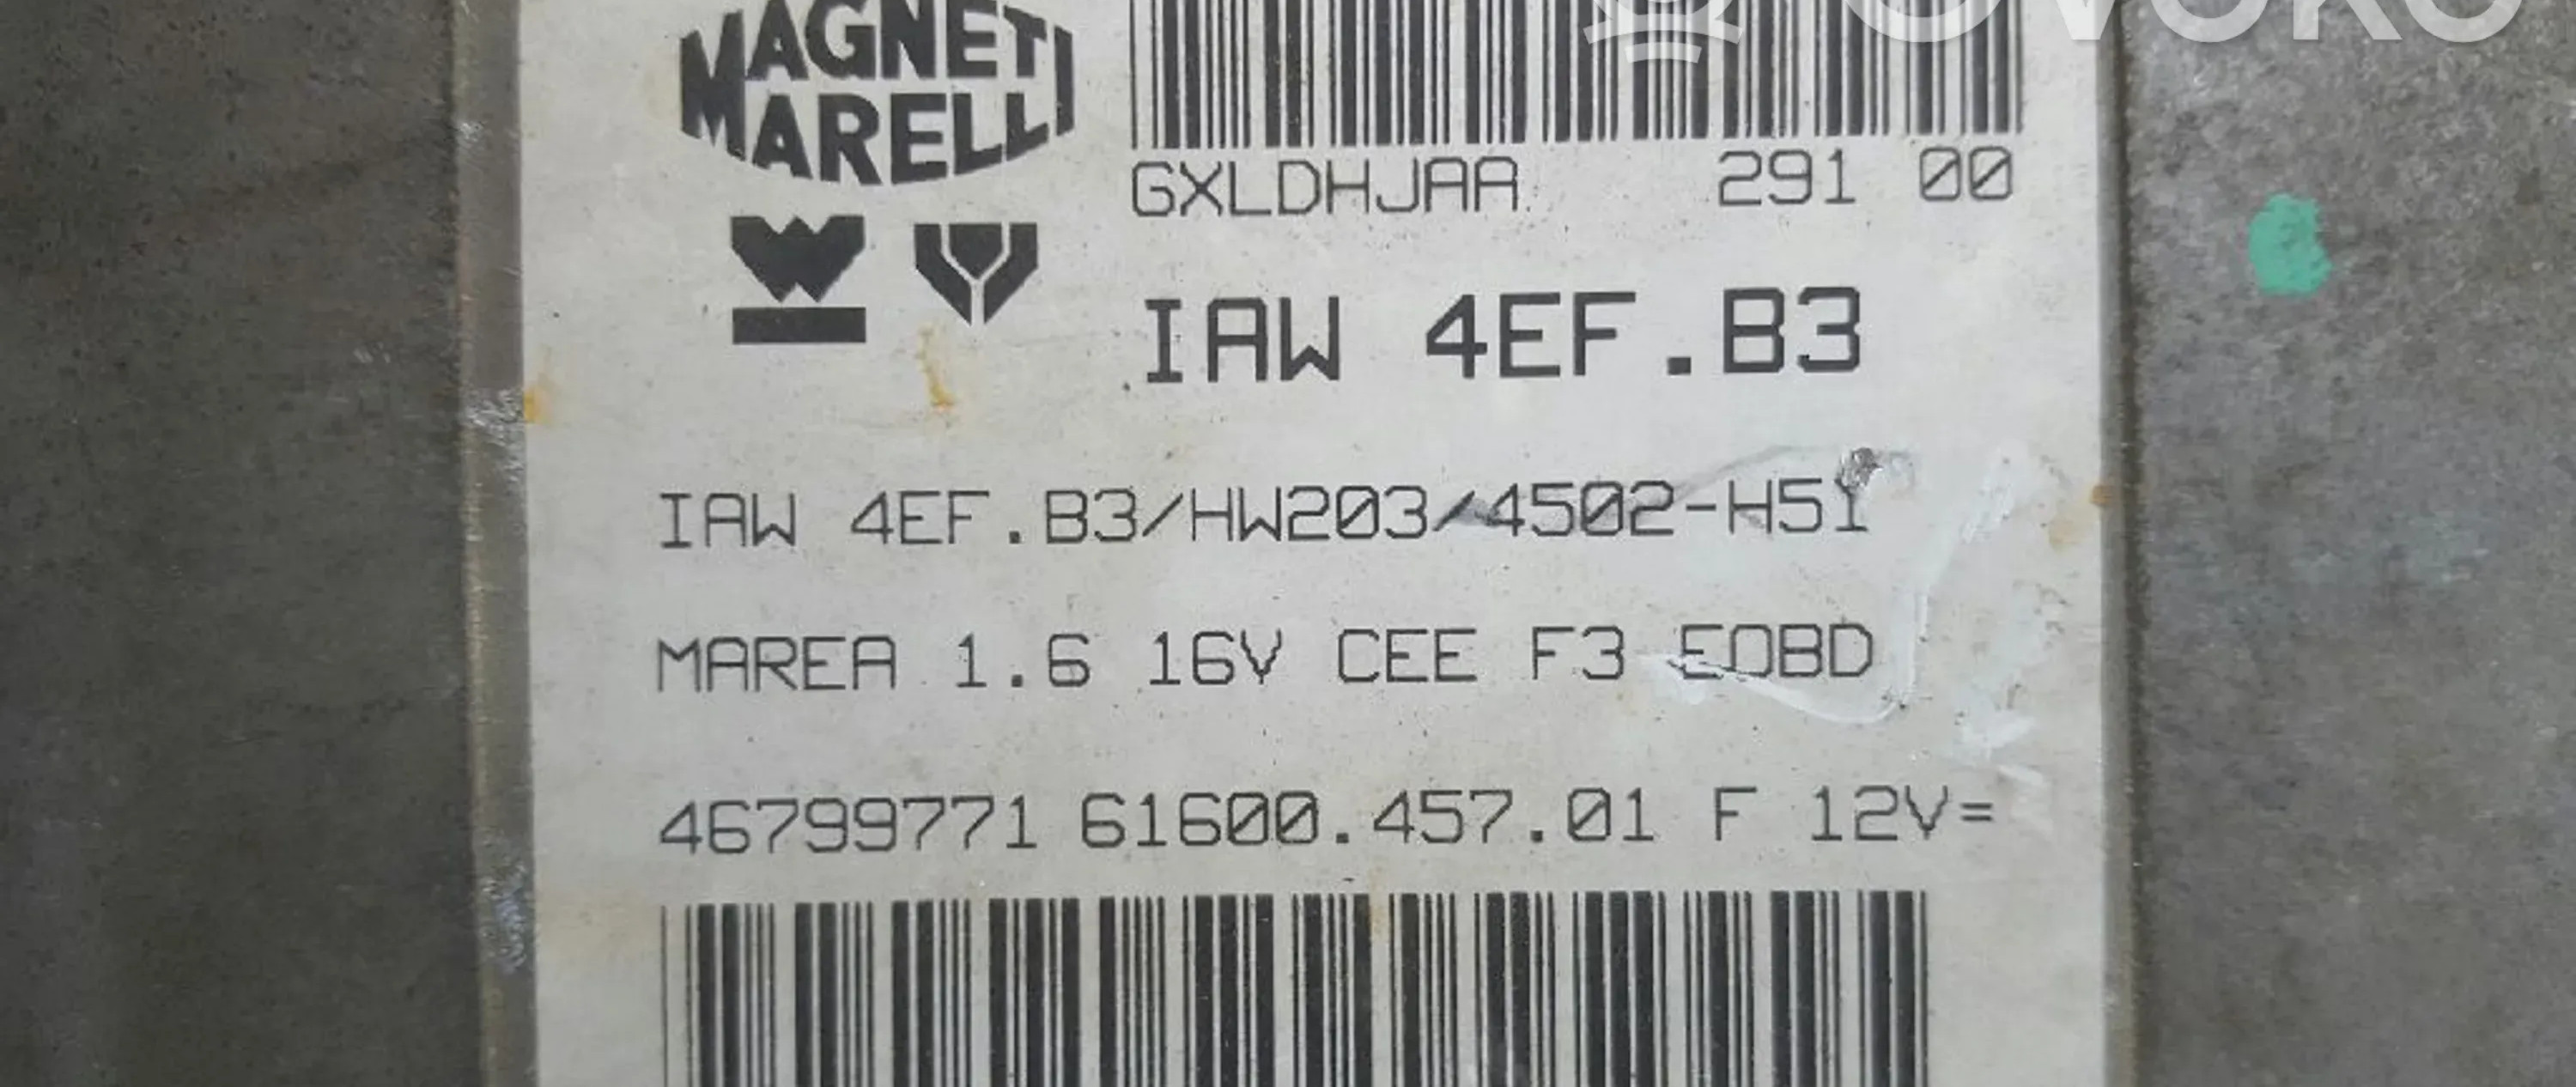 OVOKO
MAGNETI
MARELLI
GXLDHJAA 291 00
IAW 4EF.B3
IAW 4EF.B3/HW203/4502-H51
MAREA 1.6 16V CEE F3 EOBD
46799771 61600.457.01 F 12V=